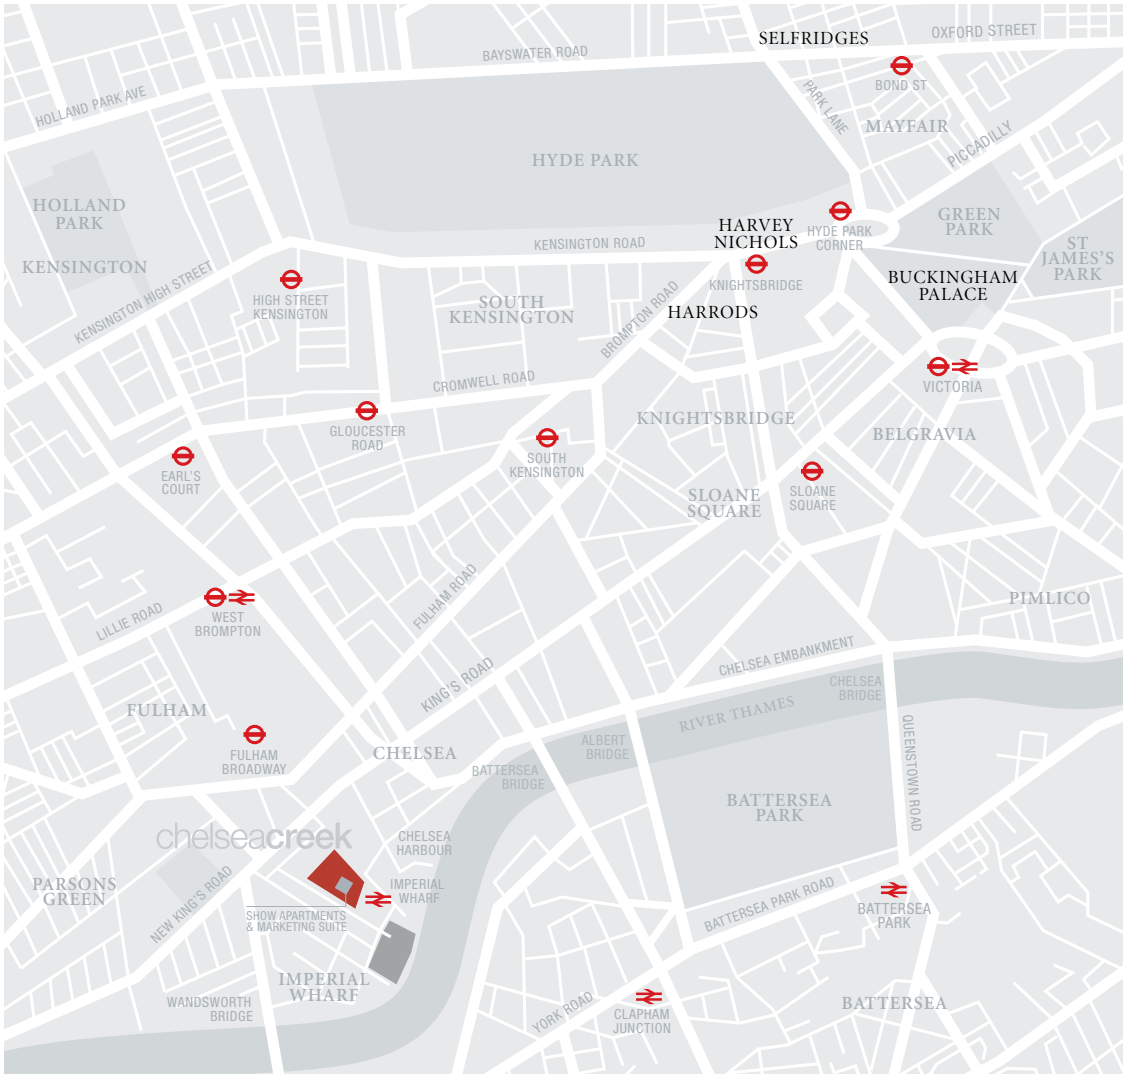 SELFRIDGES
OXFORD STREET
BAYSWATER ROAD
BOND ST
HOLLAND PARK AVE
PARK LANE
MAYFAIR
PICCADILLY
HYDE PARK
HOLLAND
PARK
HARVEY
NICHOLS
HYDE PARK
CORNER
GREEN
PARK
ST
JAMES'S
PARK
KENSINGTON
KENSINGTON ROAD
KENSINGTON HIGH STREET
HIGH STREET
KENSINGTON
SOUTH
KENSINGTON
KNIGHTSBRIDGE
BUCKINGHAM
PALACE
BROMPTON ROAD
HARRODS
CROMWELL ROAD
VICTORIA
GLOUCESTER
ROAD
KNIGHTSBRIDGE
BELGRAVIA
EARL'S
COURT
SOUTH
KENSINGTON
SLOANE
SQUARE
SLOANE
SQUARE
LILLIE ROAD
WEST
BROMPTON
FULHAM ROAD
PIMLICO
KING'S ROAD
CHELSEA EMBANKMENT
CHELSEA
BRIDGE
RIVER THAMES
FULHAM
FULHAM
BROADWAY
CHELSEA
ALBERT
BRIDGE
BATTERSEA
BRIDGE
QUEENSTOWN ROAD
BATTERSEA
PARK
chelseacreek
CHELSEA
HARBOUR
PARSONS
GREEN
NEW KING'S ROAD
IMPERIAL
WHARF
SHOW APARTMENTS
& MARKETING SUITE
BATTERSEA PARK ROAD
BATTERSEA
PARK
IMPERIAL
WHARF
WANDSWORTH
BRIDGE
YORK ROAD
CLAPHAM
JUNCTION
BATTERSEA